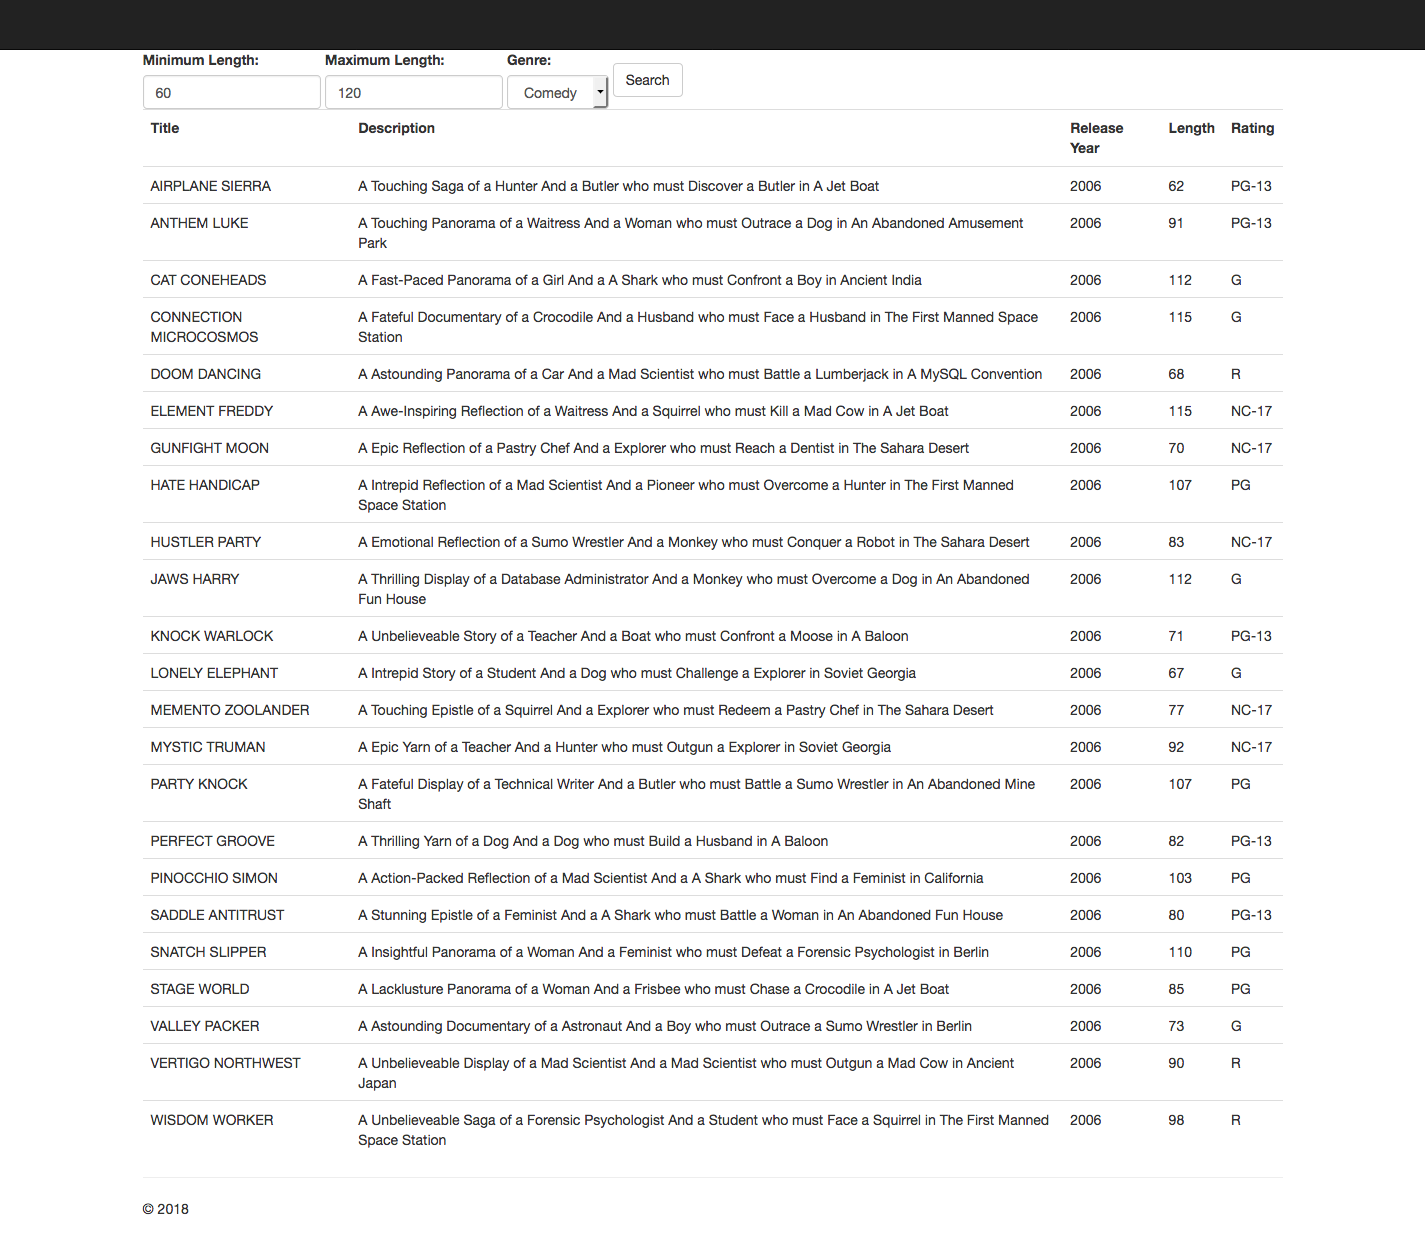 Minimum Length: Maximum Length: Genre:
60 120 Comedy Search
Title Description Release Year Length Rating
AIRPLANE SIERRA A Touching Saga of a Hunter And a Butler who must Discover a Butler in A Jet Boat 2006 62 PG-13
ANTHEM LUKE A Touching Panorama of a Waitress And a Woman who must Outrace a Dog in An Abandoned Amusement 2006 91 PG-13
Park
CAT CONEHEADS A Fast-Paced Panorama of a Girl And a A Shark who must Confront a Boy in Ancient India 2006 112 G
CONNECTION A Fateful Documentary of a Crocodile And a Husband who must Face a Husband in The First Manned Space 2006 115 G
MICROCOSMOS Station
DOOM DANCING A Astounding Panorama of a Car And a Mad Scientist who must Battle a Lumberjack in A MySQL Convention 2006 68 R
ELEMENT FREDDY A Awe-Inspiring Reflection of a Waitress And a Squirrel who must Kill a Mad Cow in A Jet Boat 2006 115 NC-17
GUNFIGHT MOON A Epic Reflection of a Pastry Chef And a Explorer who must Reach a Dentist in The Sahara Desert 2006 70 NC-17
HATE HANDICAP A Intrepid Reflection of a Mad Scientist And a Pioneer who must Overcome a Hunter in The First Manned 2006 107 PG
Space Station
HUSTLER PARTY A Emotional Reflection of a Sumo Wrestler And a Monkey who must Conquer a Robot in The Sahara Desert 2006 83 NC-17
JAWS HARRY A Thrilling Display of a Database Administrator And a Monkey who must Overcome a Dog in An Abandoned 2006 112 G
Fun House
KNOCK WARLOCK A Unbelieveable Story of a Teacher And a Boat who must Confront a Moose in A Baloon 2006 71 PG-13
LONELY ELEPHANT A Intrepid Story of a Student And a Dog who must Challenge a Explorer in Soviet Georgia 2006 67 G
MEMENTO ZOOLANDER A Touching Epistle of a Squirrel And a Explorer who must Redeem a Pastry Chef in The Sahara Desert 2006 77 NC-17
MYSTIC TRUMAN A Epic Yarn of a Teacher And a Hunter who must Outgun a Explorer in Soviet Georgia 2006 92 NC-17
PARTY KNOCK A Fateful Display of a Technical Writer And a Butler who must Battle a Sumo Wrestler in An Abandoned Mine 2006 107 PG
Shaft
PERFECT GROOVE A Thrilling Yarn of a Dog And a Dog who must Build a Husband in A Baloon 2006 82 PG-13
PINOCCHIO SIMON A Action-Packed Reflection of a Mad Scientist And a A Shark who must Find a Feminist in California 2006 103 PG
SADDLE ANTITRUST A Stunning Epistle of a Feminist And a A Shark who must Battle a Woman in An Abandoned Fun House 2006 80 PG-13
SNATCH SLIPPER A Insightful Panorama of a Woman And a Feminist who must Defeat a Forensic Psychologist in Berlin 2006 110 PG
STAGE WORLD A Lacklusture Panorama of a Woman And a Frisbee who must Chase a Crocodile in A Jet Boat 2006 85 PG
VALLEY PACKER A Astounding Documentary of a Astronaut And a Boy who must Outrace a Sumo Wrestler in Berlin 2006 73 G
VERTIGO NORTHWEST A Unbelieveable Display of a Mad Scientist And a Mad Scientist who must Outgun a Mad Cow in Ancient 2006 90 R
Japan
WISDOM WORKER A Unbelieveable Saga of a Forensic Psychologist And a Student who must Face a Squirrel in The First Manned 2006 98 R
Space Station
© 2018